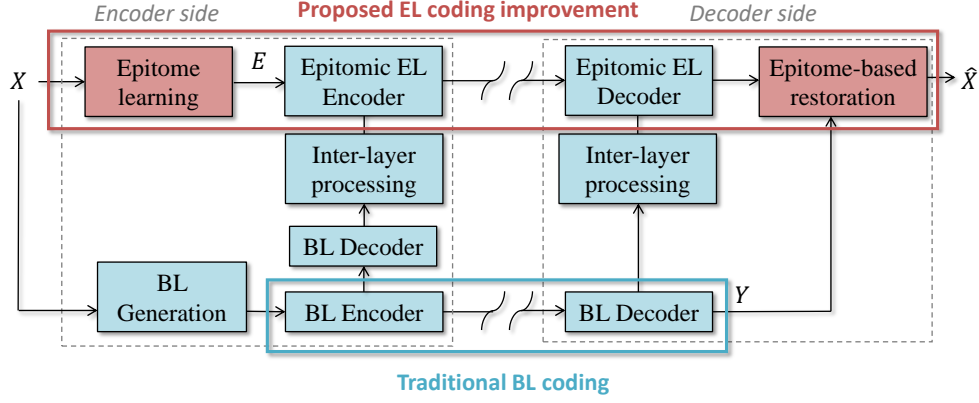 Proposed EL coding improvement
Encoder side
Decoder side
X
Epitome
learning
E
Epitomic EL
Encoder
Epitomic EL
Decoder
Epitome-based
restoration
X̂
Inter-layer
processing
Inter-layer
processing
BL Decoder
BL
Generation
BL Encoder
BL Decoder
Y
Traditional BL coding